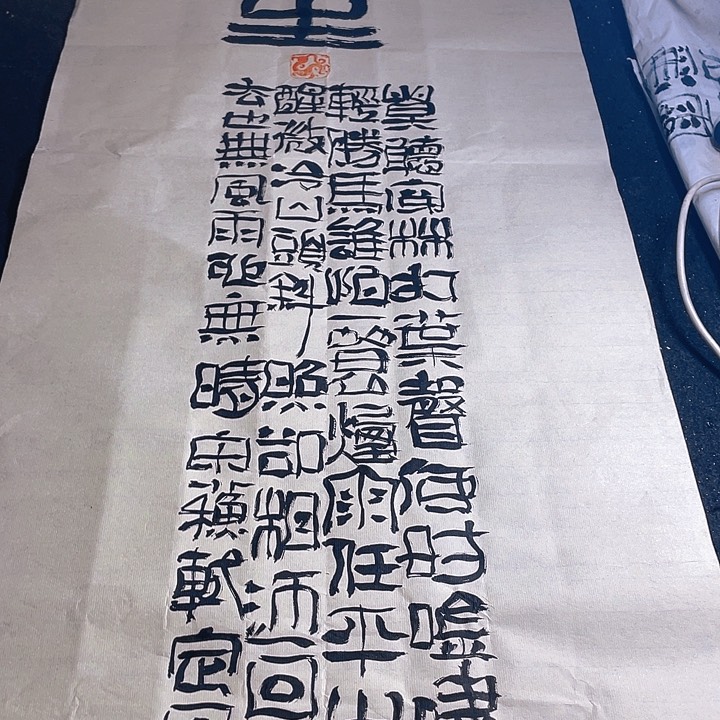 莫聽穿林打葉聲何妨吟嘯
輕勝馬誰怕一蓑煙雨任平生
醒微冷山頭斜照卻相迎回
去也無風雨也無晴宋蘇軾定